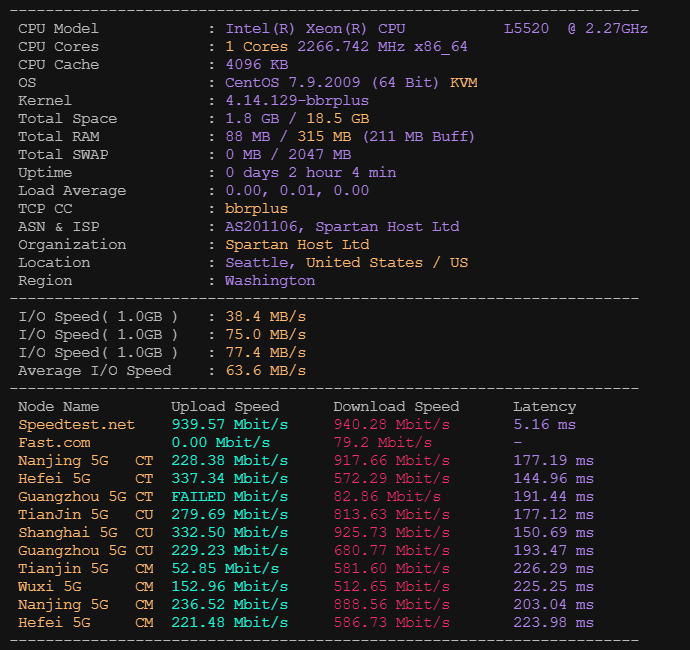 ----------------------------------------------------------------------
CPU Model            : Intel(R) Xeon(R) CPU           L5520  @ 2.27GHz
CPU Cores            : 1 Cores 2266.742 MHz x86_64
CPU Cache            : 4096 KB
OS                   : CentOS 7.9.2009 (64 Bit) KVM
Kernel               : 4.14.129-bbrplus
Total Space          : 1.8 GB / 18.5 GB
Total RAM            : 88 MB / 315 MB (211 MB Buff)
Total SWAP           : 0 MB / 2047 MB
Uptime               : 0 days 2 hour 4 min
Load Average         : 0.00, 0.01, 0.00
TCP CC               : bbrplus
ASN & ISP            : AS201106, Spartan Host Ltd
Organization         : Spartan Host Ltd
Location             : Seattle, United States / US
Region               : Washington
----------------------------------------------------------------------
I/O Speed( 1.0GB )   : 38.4 MB/s
I/O Speed( 1.0GB )   : 75.0 MB/s
I/O Speed( 1.0GB )   : 77.4 MB/s
Average I/O Speed    : 63.6 MB/s
----------------------------------------------------------------------
Node Name        Upload Speed      Download Speed      Latency
Speedtest.net    939.57 Mbit/s     940.28 Mbit/s       5.16 ms
Fast.com         0.00 Mbit/s       79.2 Mbit/s         -
Nanjing 5G   CT  228.38 Mbit/s     917.66 Mbit/s       177.19 ms
Hefei 5G     CT  337.34 Mbit/s     572.29 Mbit/s       144.96 ms
Guangzhou 5G CT  FAILED Mbit/s     82.86 Mbit/s        191.44 ms
TianJin 5G   CU  279.69 Mbit/s     813.63 Mbit/s       177.12 ms
Shanghai 5G  CU  332.50 Mbit/s     925.73 Mbit/s       150.69 ms
Guangzhou 5G CU  229.23 Mbit/s     680.77 Mbit/s       193.47 ms
Tianjin 5G   CM  52.85 Mbit/s      581.60 Mbit/s       226.29 ms
Wuxi 5G      CM  152.96 Mbit/s     512.65 Mbit/s       225.25 ms
Nanjing 5G   CM  236.52 Mbit/s     888.56 Mbit/s       203.04 ms
Hefei 5G     CM  221.48 Mbit/s     586.73 Mbit/s       223.98 ms
----------------------------------------------------------------------